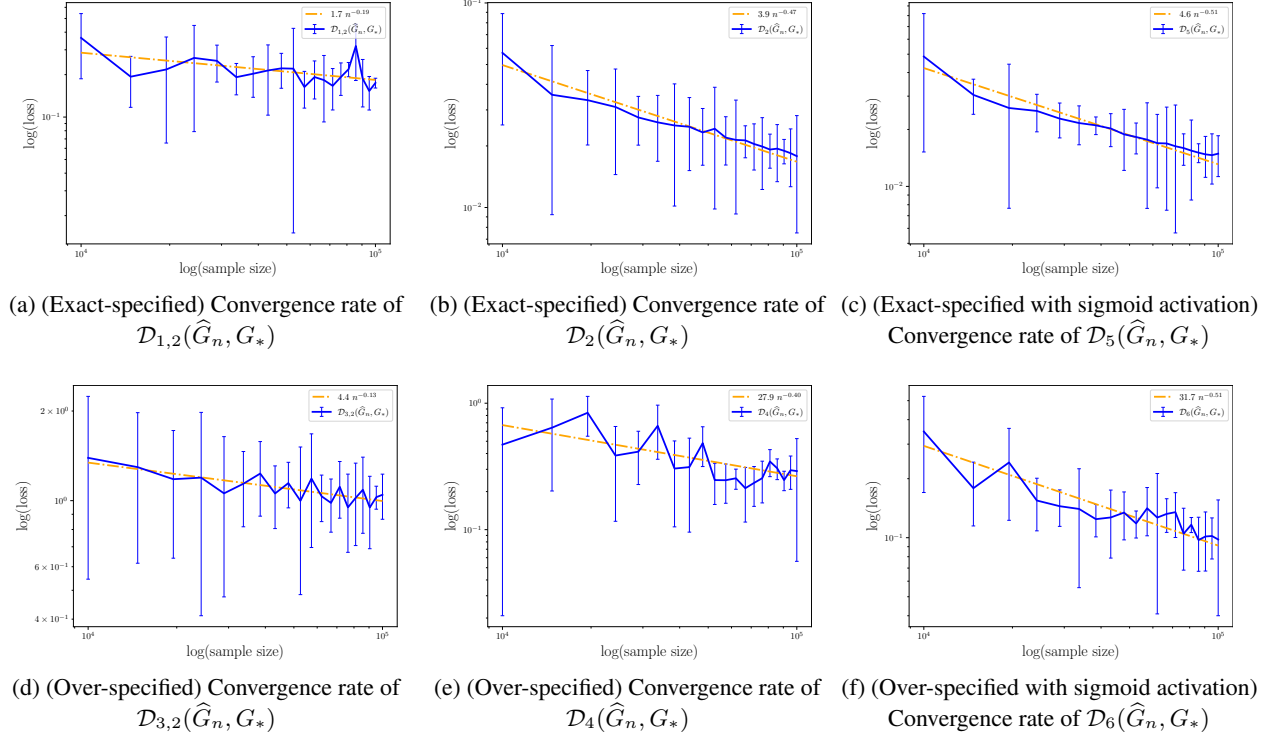 1.7 n^{-0.19}
D_{1,2}(Ĝ_n, G_*)
log(loss)
10^{-1}
10^4
10^5
log(sample size)
(a) (Exact-specified) Convergence rate of
D_{1,2}(Ĝ_n, G_*)
3.9 n^{-0.47}
D_2(Ĝ_n, G_*)
log(loss)
10^{-1}
10^{-2}
10^4
10^5
log(sample size)
(b) (Exact-specified) Convergence rate of
D_2(Ĝ_n, G_*)
4.6 n^{-0.51}
D_5(Ĝ_n, G_*)
log(loss)
10^{-2}
10^4
10^5
log(sample size)
(c) (Exact-specified with sigmoid activation)
Convergence rate of D_5(Ĝ_n, G_*)
4.4 n^{-0.13}
D_{3,2}(Ĝ_n, G_*)
log(loss)
2 × 10^0
10^0
6 × 10^{-1}
4 × 10^{-1}
10^4
10^5
log(sample size)
(d) (Over-specified) Convergence rate of
D_{3,2}(Ĝ_n, G_*)
27.9 n^{-0.40}
D_4(Ĝ_n, G_*)
log(loss)
10^0
10^{-1}
10^4
10^5
log(sample size)
(e) (Over-specified) Convergence rate of
D_4(Ĝ_n, G_*)
31.7 n^{-0.51}
D_6(Ĝ_n, G_*)
log(loss)
10^{-1}
10^4
10^5
log(sample size)
(f) (Over-specified with sigmoid activation)
Convergence rate of D_6(Ĝ_n, G_*)